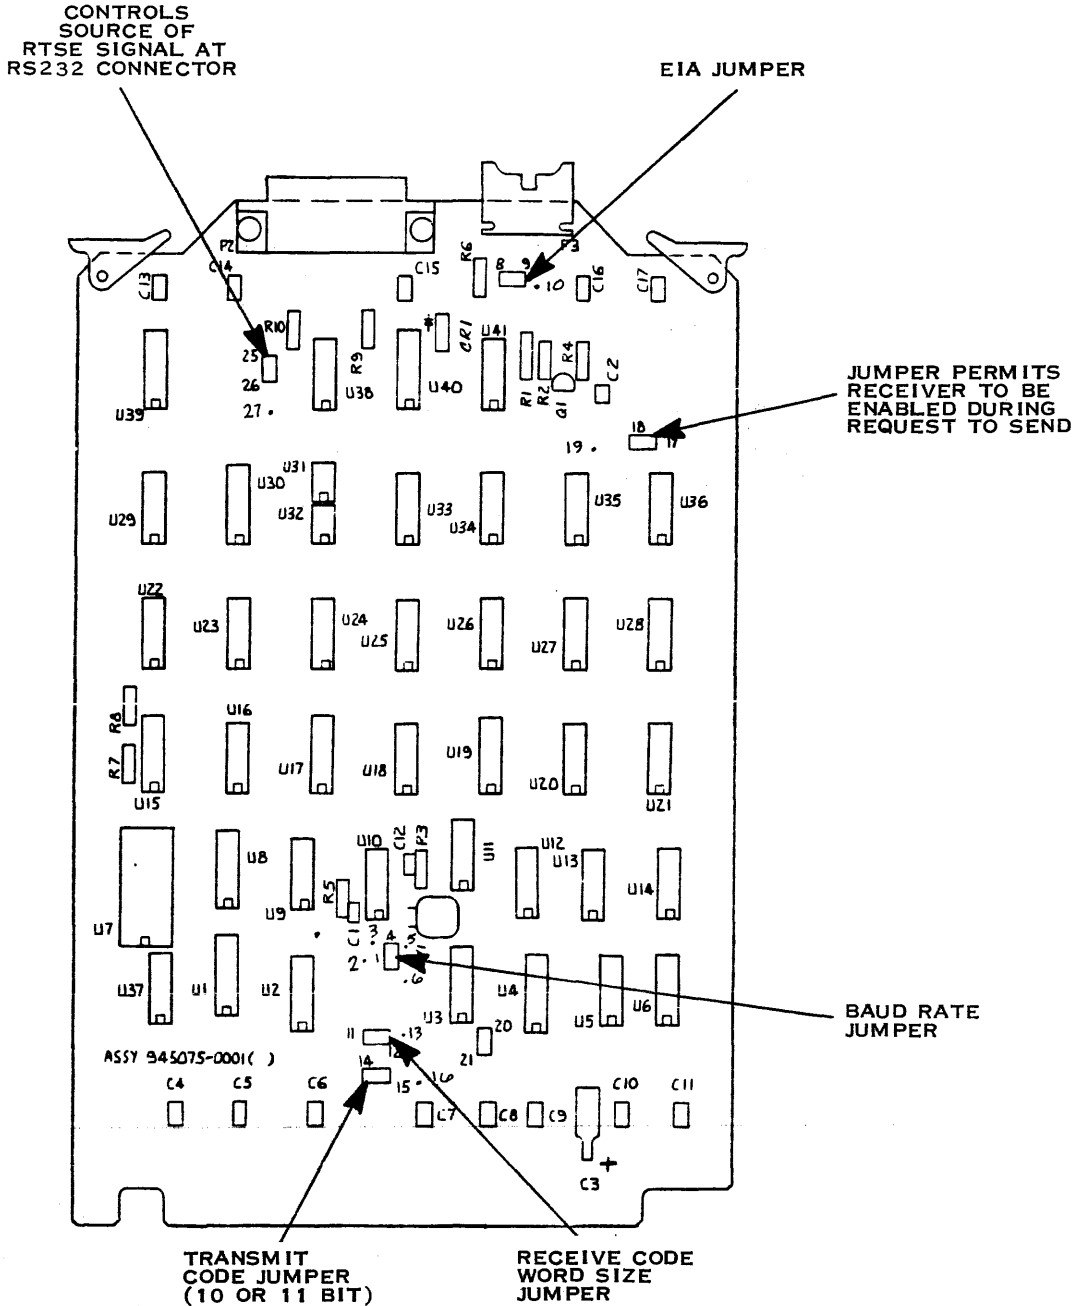 CONTROLS
SOURCE OF
RTSE SIGNAL AT
RS232 CONNECTOR
EIA JUMPER
P2
P3
C13
C14
C15
R6
8
9
10
C16
C17
R10
R9
CR1
U41
R1
R2
R4
C2
Q1
25
26
27
U39
U38
U40
JUMPER PERMITS
RECEIVER TO BE
ENABLED DURING
REQUEST TO SEND
18
17
19
U29
U30
U31
U32
U33
U34
U35
U36
U22
U23
U24
U25
U26
U27
U28
R8
R7
U15
U16
U17
U18
U19
U20
U21
U7
U8
U9
R5
C1
U10
C12
R3
U11
U12
U13
U14
3
4
5
2
1
6
U37
U1
U2
U3
U4
U5
U6
BAUD RATE
JUMPER
11
13
20
21
ASSY 945075-0001( )
14
15
16
C4
C5
C6
C7
C8
C9
C10
C11
C3
+
TRANSMIT
CODE JUMPER
(10 OR 11 BIT)
RECEIVE CODE
WORD SIZE
JUMPER